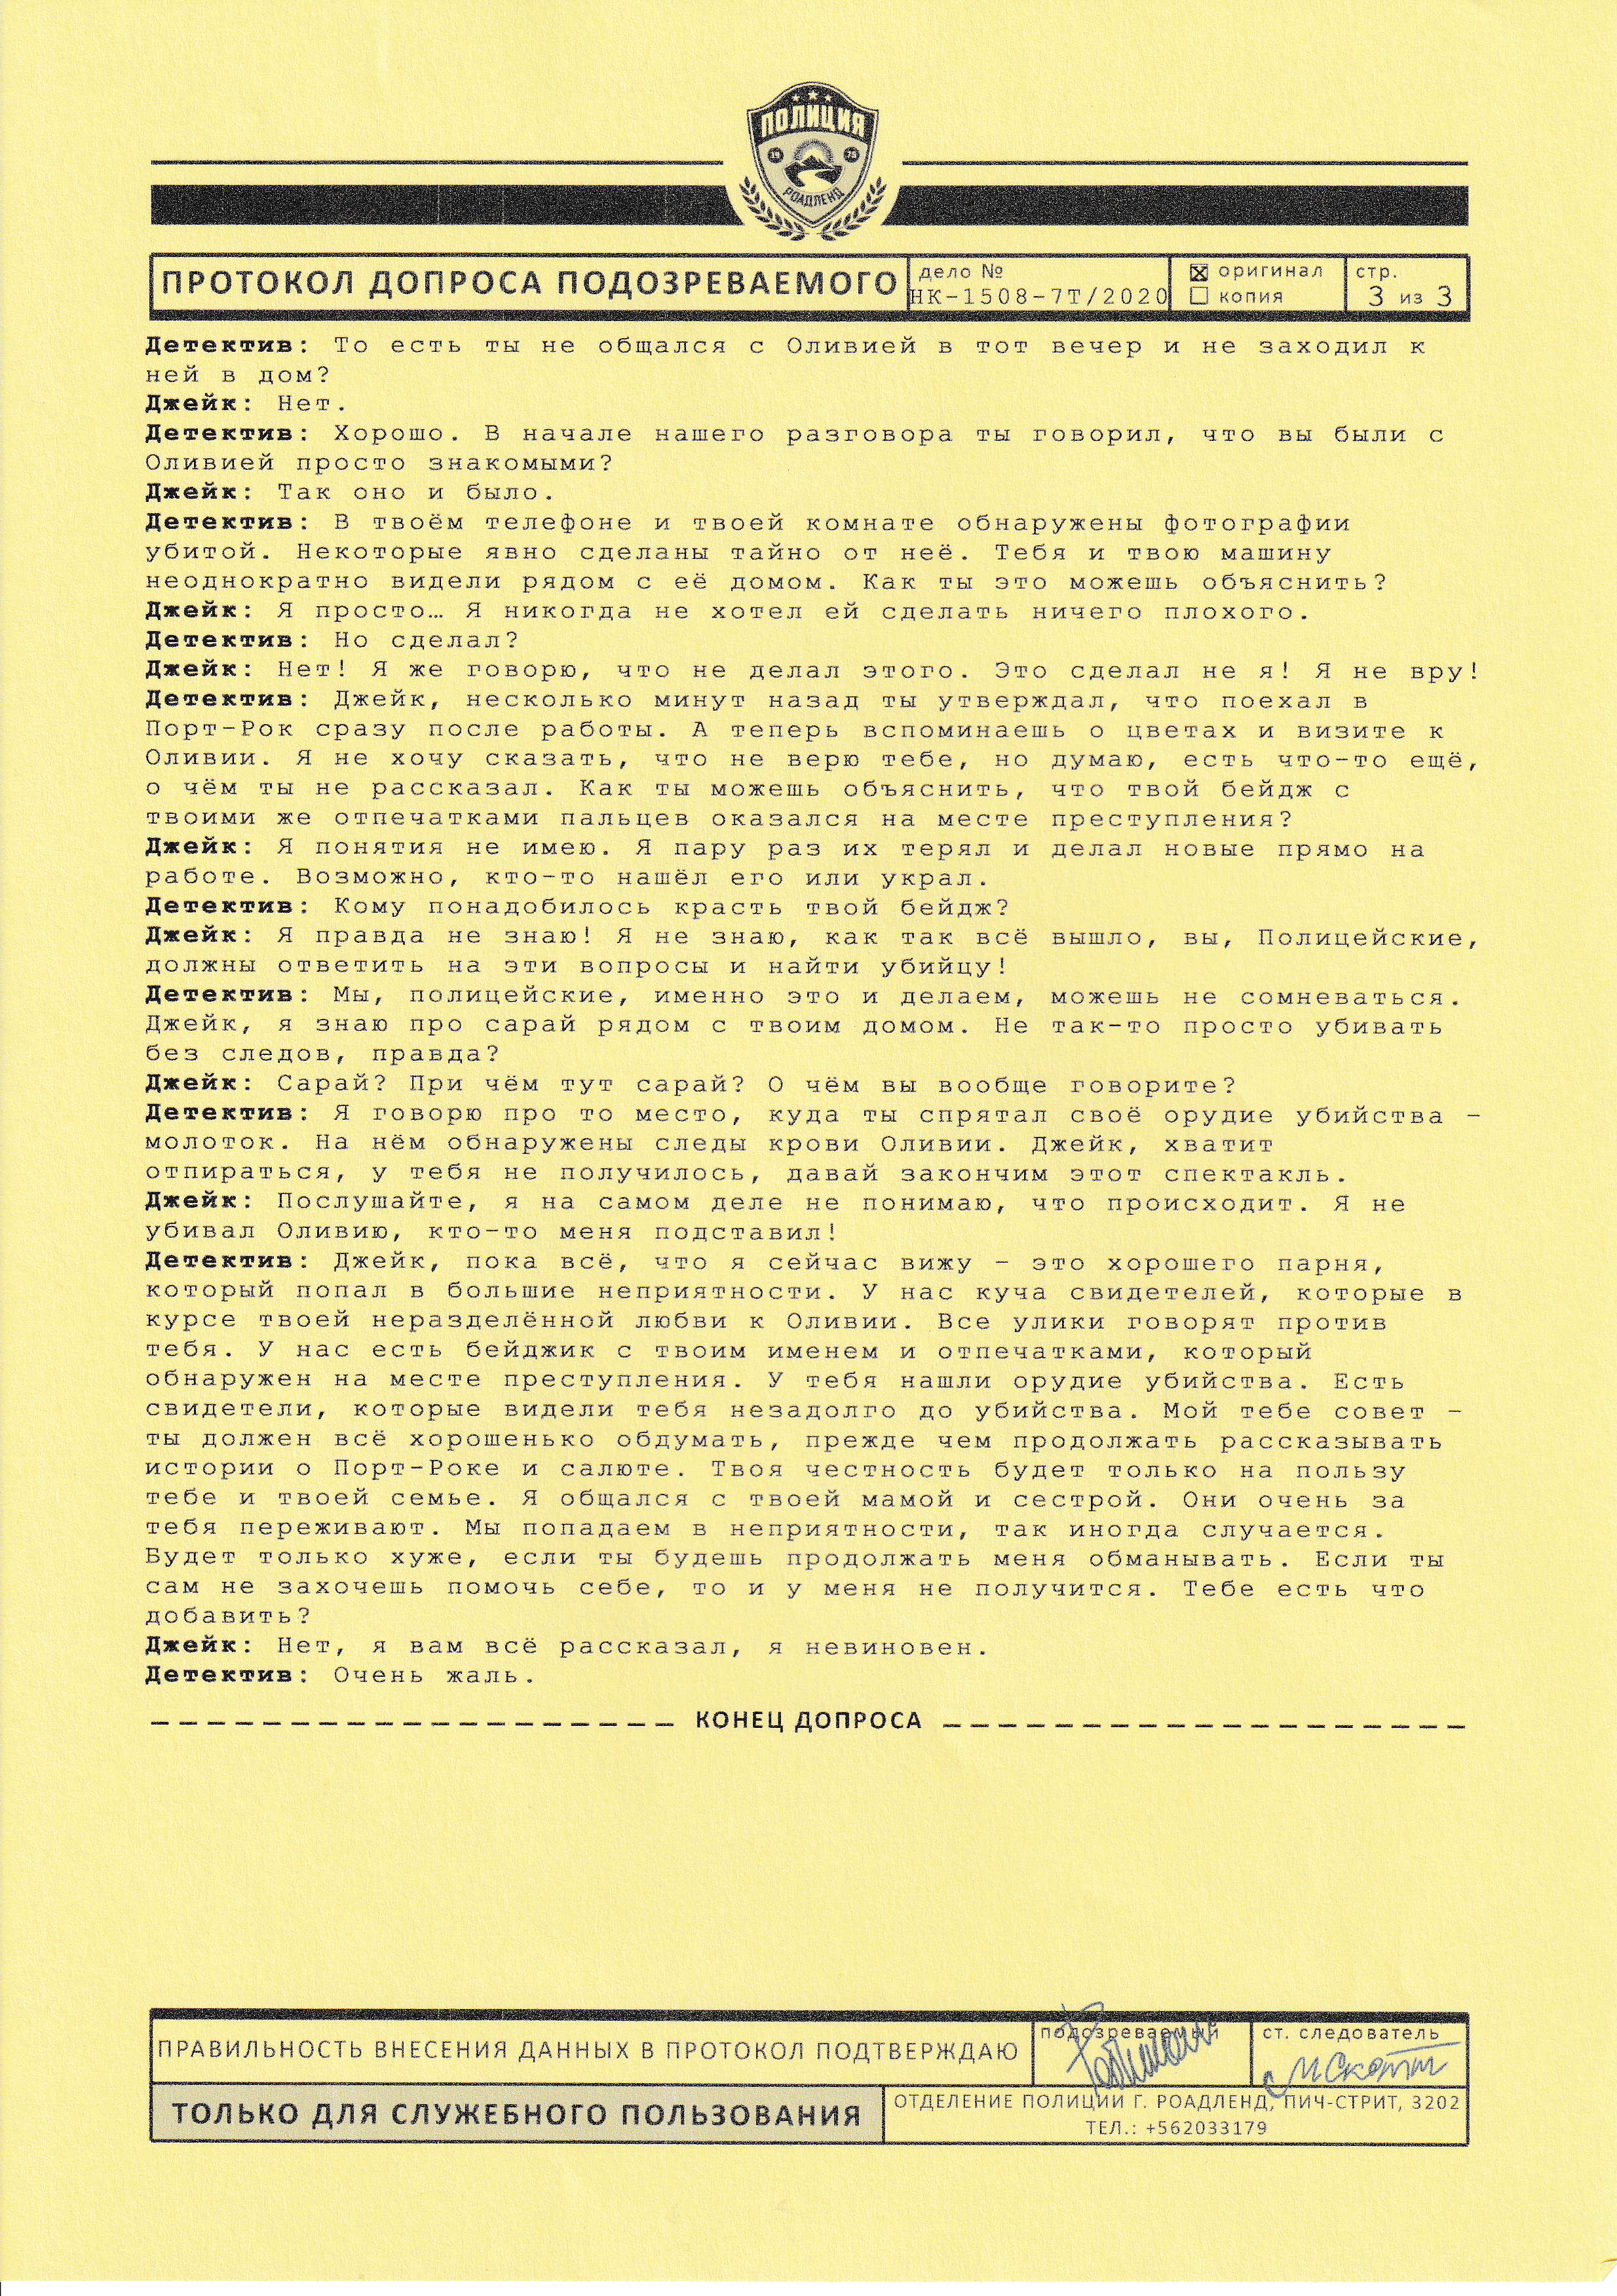 ПОЛИЦИЯ
19 78
РОАДЛЕНД
ПРОТОКОЛ ДОПРОСА ПОДОЗРЕВАЕМОГО
дело №
НК-1508-7Т/2020
☒ оригинал
☐ копия
стр.
3 из 3
Детектив: То есть ты не общался с Оливией в тот вечер и не заходил к
ней в дом?
Джейк: Нет.
Детектив: Хорошо. В начале нашего разговора ты говорил, что вы были с
Оливией просто знакомыми?
Джейк: Так оно и было.
Детектив: В твоём телефоне и твоей комнате обнаружены фотографии
убитой. Некоторые явно сделаны тайно от неё. Тебя и твою машину
неоднократно видели рядом с её домом. Как ты это можешь объяснить?
Джейк: Я просто… Я никогда не хотел ей сделать ничего плохого.
Детектив: Но сделал?
Джейк: Нет! Я же говорю, что не делал этого. Это сделал не я! Я не вру!
Детектив: Джейк, несколько минут назад ты утверждал, что поехал в
Порт-Рок сразу после работы. А теперь вспоминаешь о цветах и визите к
Оливии. Я не хочу сказать, что не верю тебе, но думаю, есть что-то ещё,
о чём ты не рассказал. Как ты можешь объяснить, что твой бейдж с
твоими же отпечатками пальцев оказался на месте преступления?
Джейк: Я понятия не имею. Я пару раз их терял и делал новые прямо на
работе. Возможно, кто-то нашёл его или украл.
Детектив: Кому понадобилось красть твой бейдж?
Джейк: Я правда не знаю! Я не знаю, как так всё вышло, вы, Полицейские,
должны ответить на эти вопросы и найти убийцу!
Детектив: Мы, полицейские, именно это и делаем, можешь не сомневаться.
Джейк, я знаю про сарай рядом с твоим домом. Не так-то просто убивать
без следов, правда?
Джейк: Сарай? При чём тут сарай? О чём вы вообще говорите?
Детектив: Я говорю про то место, куда ты спрятал своё орудие убийства –
молоток. На нём обнаружены следы крови Оливии. Джейк, хватит
отпираться, у тебя не получилось, давай закончим этот спектакль.
Джейк: Послушайте, я на самом деле не понимаю, что происходит. Я не
убивал Оливию, кто-то меня подставил!
Детектив: Джейк, пока всё, что я сейчас вижу – это хорошего парня,
который попал в большие неприятности. У нас куча свидетелей, которые в
курсе твоей неразделённой любви к Оливии. Все улики говорят против
тебя. У нас есть бейджик с твоим именем и отпечатками, который
обнаружен на месте преступления. У тебя нашли орудие убийства. Есть
свидетели, которые видели тебя незадолго до убийства. Мой тебе совет –
ты должен всё хорошенько обдумать, прежде чем продолжать рассказывать
истории о Порт-Роке и салюте. Твоя честность будет только на пользу
тебе и твоей семье. Я общался с твоей мамой и сестрой. Они очень за
тебя переживают. Мы попадаем в неприятности, так иногда случается.
Будет только хуже, если ты будешь продолжать меня обманывать. Если ты
сам не захочешь помочь себе, то и у меня не получится. Тебе есть что
добавить?
Джейк: Нет, я вам всё рассказал, я невиновен.
Детектив: Очень жаль.
КОНЕЦ ДОПРОСА
ПРАВИЛЬНОСТЬ ВНЕСЕНИЯ ДАННЫХ В ПРОТОКОЛ ПОДТВЕРЖДАЮ
подозреваемый
ст. следователь
МСкотт
ТОЛЬКО ДЛЯ СЛУЖЕБНОГО ПОЛЬЗОВАНИЯ
ОТДЕЛЕНИЕ ПОЛИЦИИ Г. РОАДЛЕНД, ПИЧ-СТРИТ, 3202
ТЕЛ.: +562033179